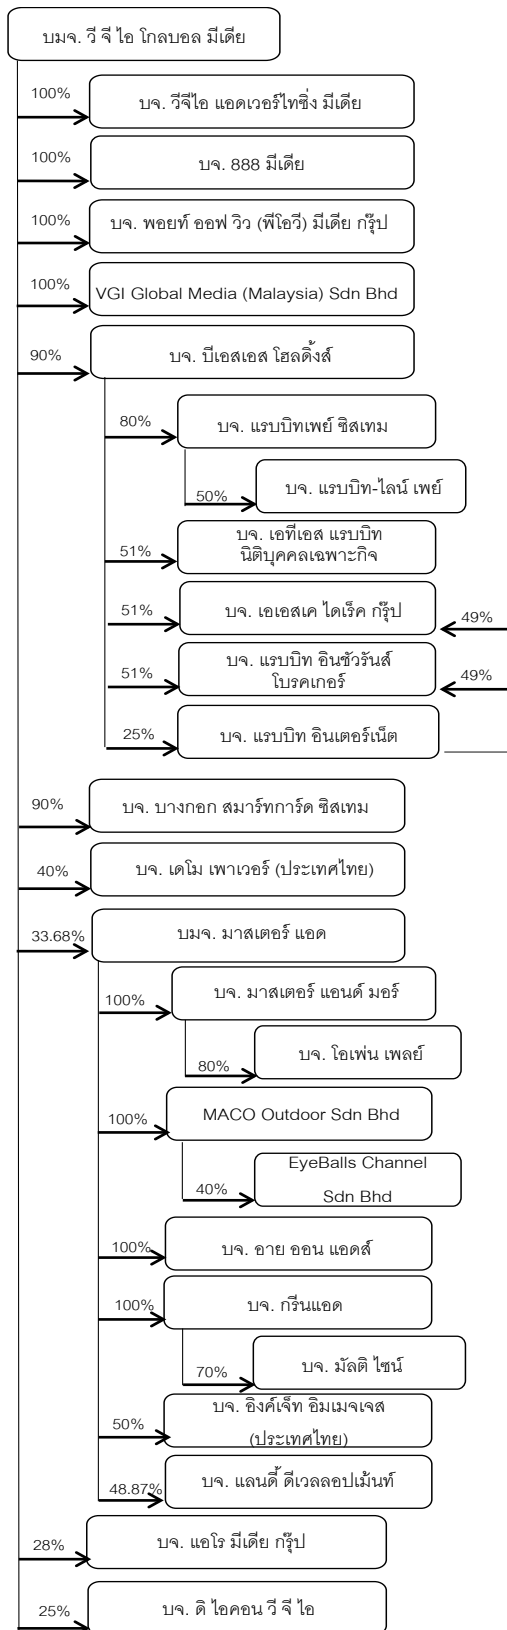 บมจ. วี จี ไอ โกลบอล มีเดีย
100%
บจ. วีจีไอ แอดเวอร์ไทซิ่ง มีเดีย
100%
บจ. 888 มีเดีย
100%
บจ. พอยท์ ออฟ วิว (พีโอวี) มีเดีย กรุ๊ป
100%
VGI Global Media (Malaysia) Sdn Bhd
90%
บจ. บีเอสเอส โฮลดิ้งส์
80%
บจ. แรบบิทเพย์ ซิสเทม
50%
บจ. แรบบิท-ไลน์ เพย์
51%
บจ. เอทีเอส แรบบิท
นิติบุคคลเฉพาะกิจ
51%
บจ. เอเอสเค ไดเร็ค กรุ๊ป
49%
51%
บจ. แรบบิท อินชัวรันส์
โบรคเกอร์
49%
25%
บจ. แรบบิท อินเตอร์เน็ต
90%
บจ. บางกอก สมาร์ทการ์ด ซิสเทม
40%
บจ. เดโม เพาเวอร์ (ประเทศไทย)
33.68%
บมจ. มาสเตอร์ แอด
100%
บจ. มาสเตอร์ แอนด์ มอร์
80%
บจ. โอเพ่น เพลย์
100%
MACO Outdoor Sdn Bhd
40%
EyeBalls Channel
Sdn Bhd
100%
บจ. อาย ออน แอดส์
100%
บจ. กรีนแอด
70%
บจ. มัลติ ไซน์
50%
บจ. อิงค์เจ็ท อิมเมจเจส
(ประเทศไทย)
48.87%
บจ. แลนดี้ ดีเวลลอปเม้นท์
28%
บจ. แอโร มีเดีย กรุ๊ป
25%
บจ. ดิ ไอคอน วี จี ไอ